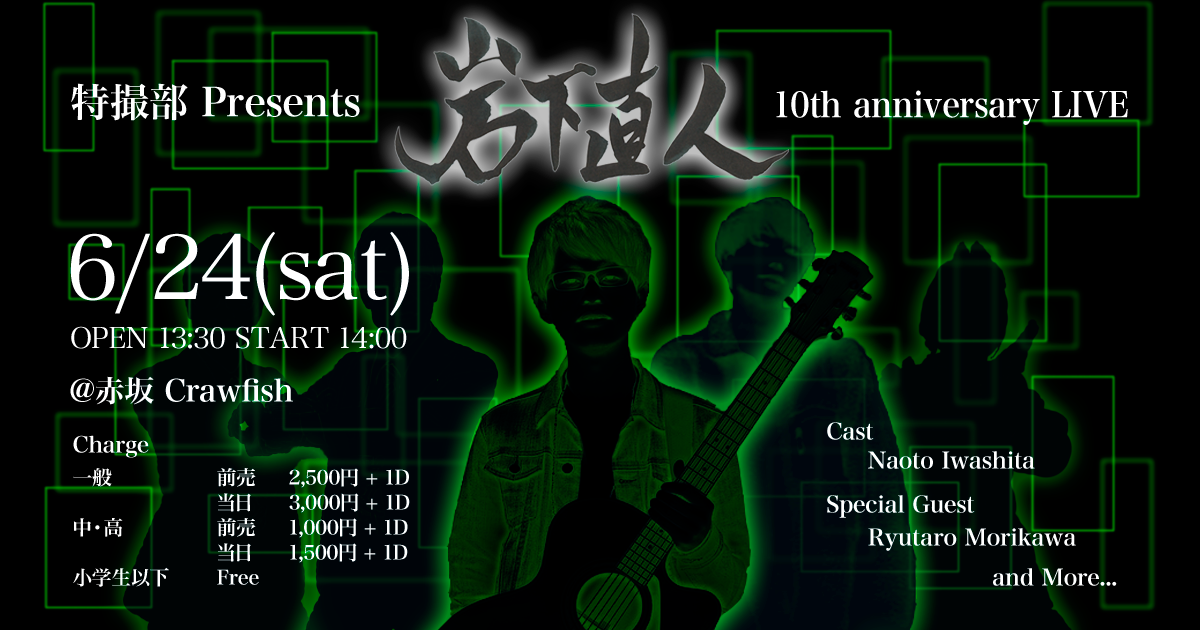 特撮部 Presents
岩下直人
10th anniversary LIVE
6/24(sat)
OPEN 13:30 START 14:00
@赤坂 Crawfish
Charge
一般 前売 2,500円 + 1D
当日 3,000円 + 1D
中・高 前売 1,000円 + 1D
当日 1,500円 + 1D
小学生以下 Free
Cast
Naoto Iwashita
Special Guest
Ryutaro Morikawa
and More...